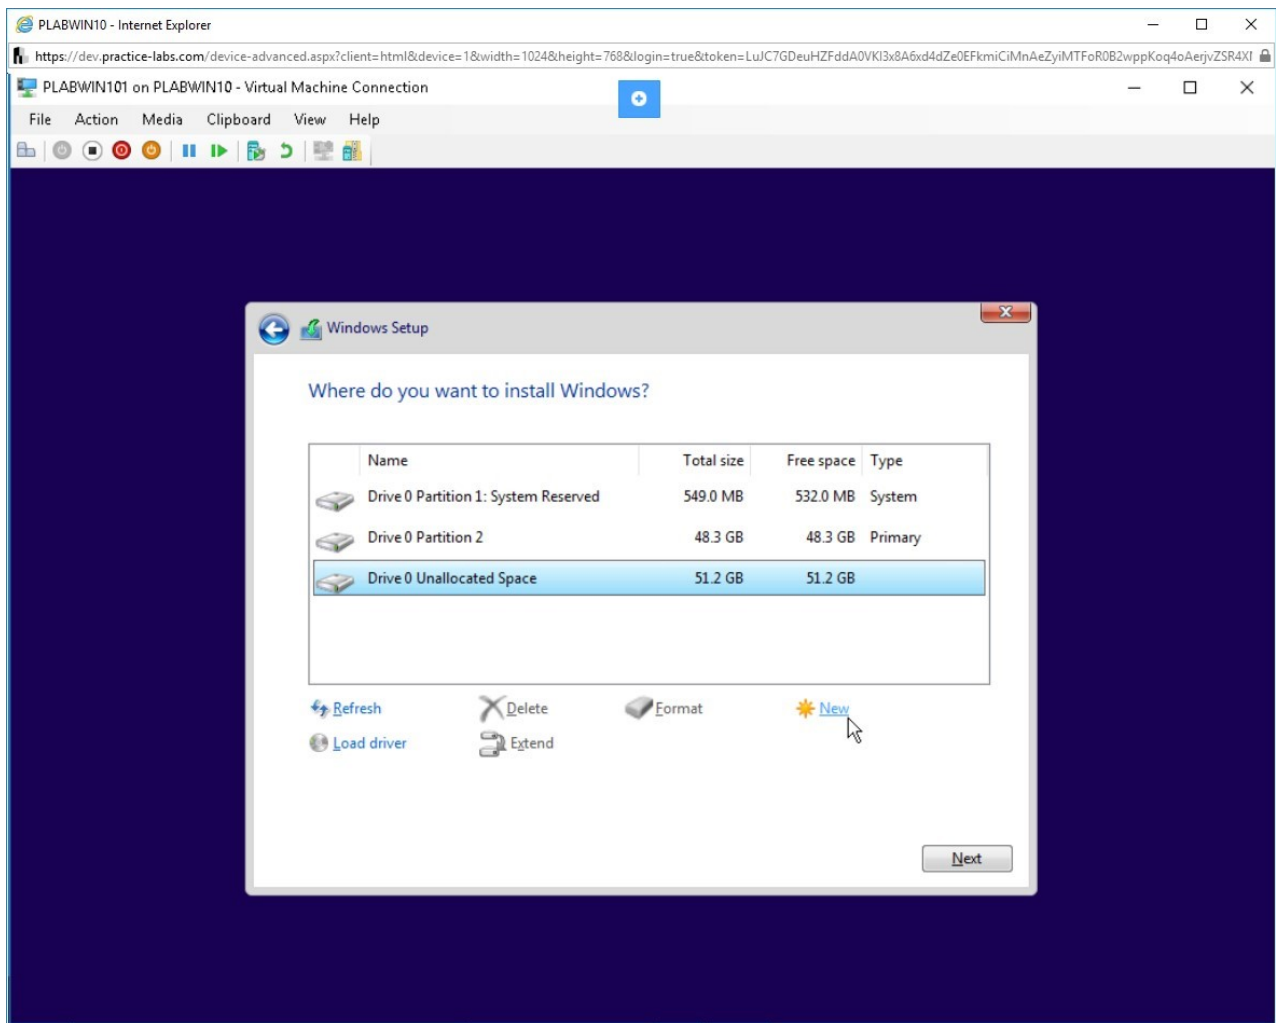 PLABWIN10 - Internet Explorer
https://dev.practice-labs.com/device-advanced.aspx?client=html&device=1&width=1024&height=768&login=true&token=
PLABWIN101 on PLABWIN10 - Virtual Machine Connection
File Action Media Clipboard View Help
Windows Setup
Where do you want to install Windows?
Name Total size Free space Type
Drive 0 Partition 1: System Reserved 549.0 MB 532.0 MB System
Drive 0 Partition 2 48.3 GB 48.3 GB Primary
Drive 0 Unallocated Space 51.2 GB 51.2 GB
Refresh Delete Format New
Load driver Extend
Next